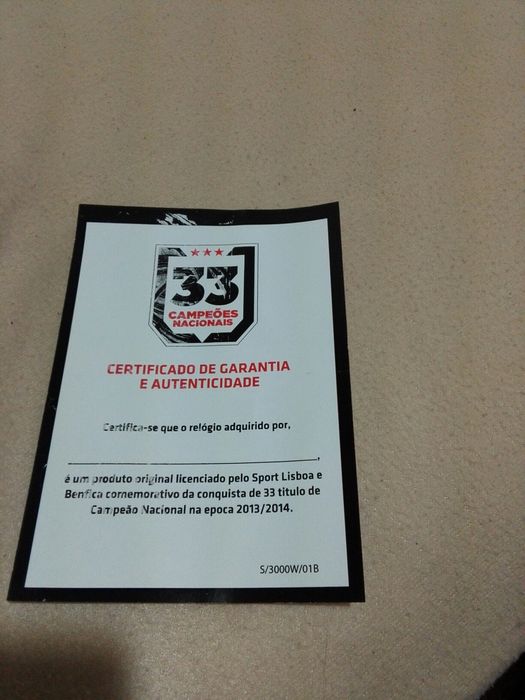 33
CAMPEÕES
NACIONAIS
CERTIFICADO DE GARANTIA
E AUTENTICIDADE
Certifica-se que o relógio adquirido por,
é um produto original licenciado pelo Sport Lisboa e
Benfica comemorativo da conquista de 33 titulo de
Campeão Nacional na epoca 2013/2014.
S/3000W/01B